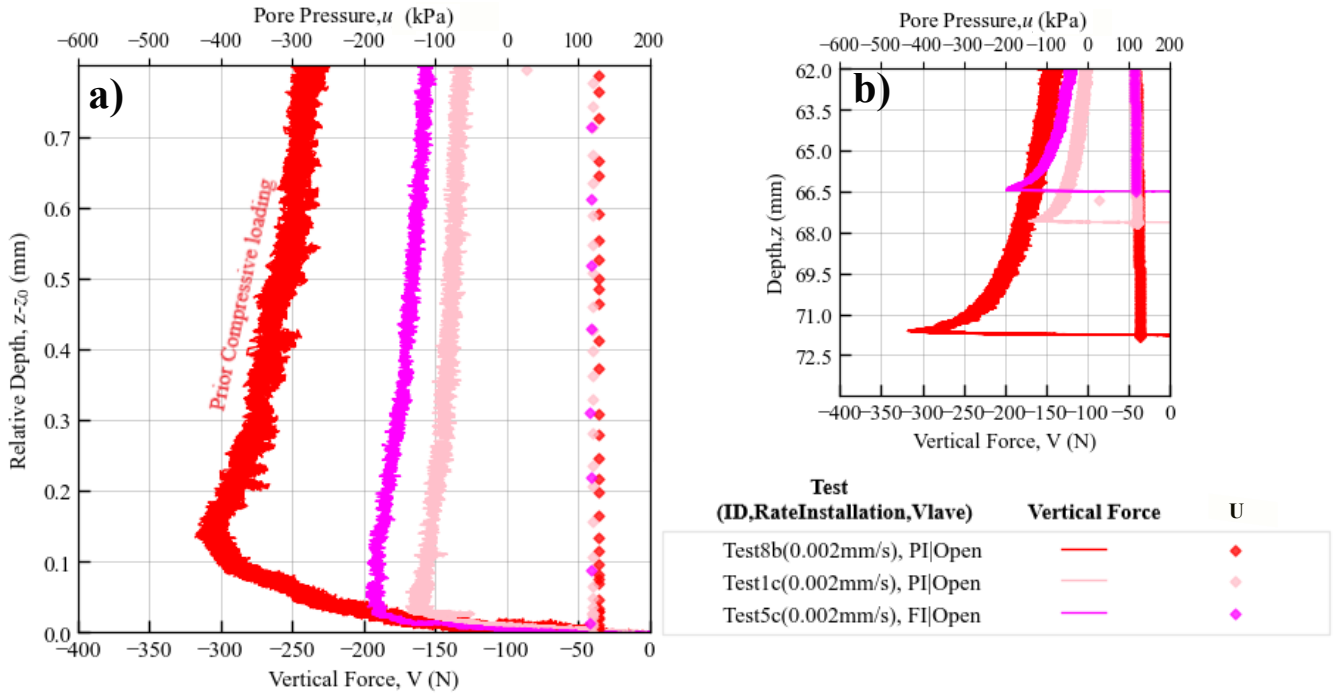 Pore Pressure,u (kPa)
−600 −400 −300 −200 −100 0 100 200
a)
0.7
0.6
0.5
0.4
0.3
0.2
0.1
0.0
Relative Depth, z-z₀ (mm)
Prior Compressive loading
−400 −350 −300 −250 −200 −150 −100 −50 0
Vertical Force, V (N)
Pore Pressure,u (kPa)
−600 −400 −300 −200 −100 0 100 200
b)
62.0
63.5
65.0
66.5
68.0
69.5
71.0
72.5
Depth,z (mm)
−400 −350 −300 −250 −200 −150 −100 −50 0
Vertical Force, V (N)
Test
(ID,RateInstallation,Vlave) Vertical Force U
Test8b(0.002mm/s), PI|Open
Test1c(0.002mm/s), PI|Open
Test5c(0.002mm/s), FI|Open